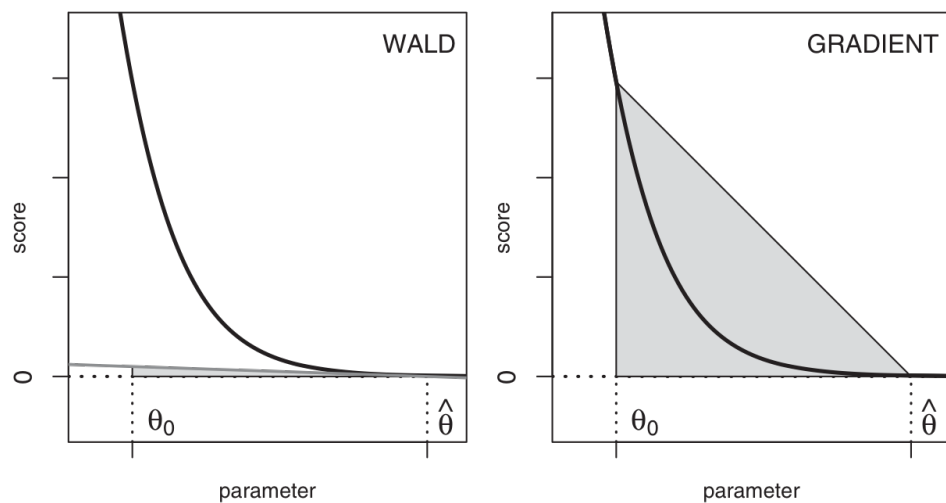 WALD
score
0
θ₀
θ̂
parameter
GRADIENT
score
0
θ₀
θ̂
parameter